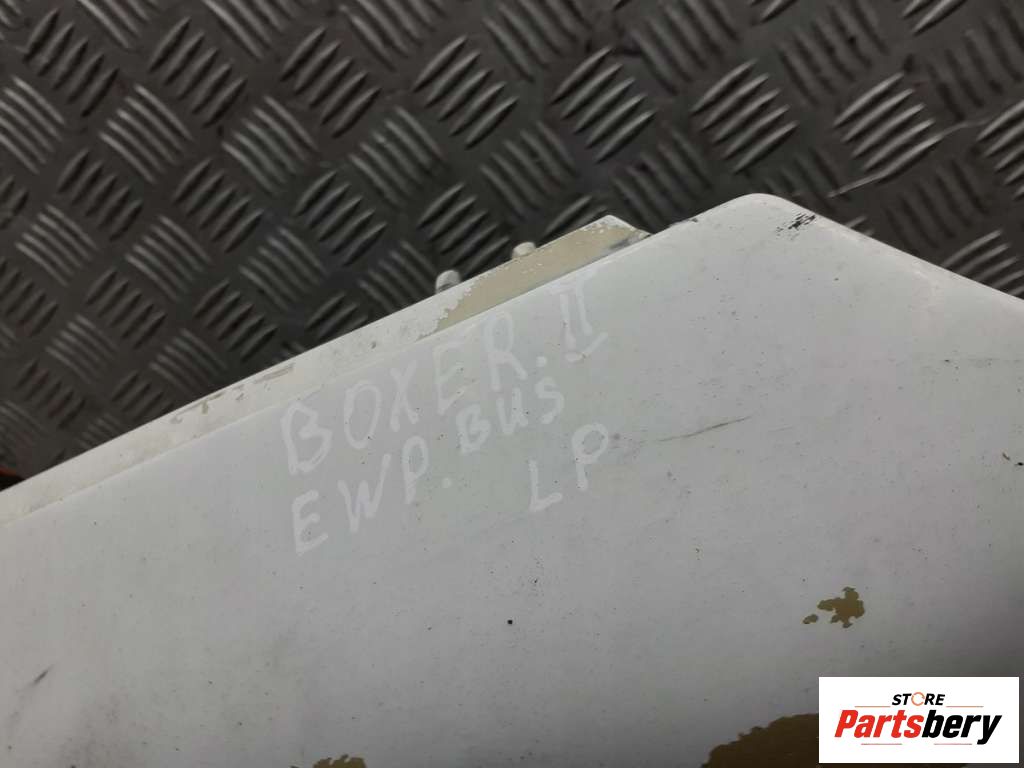 BOXER. II
EWP. BUS
LP
STORE
Partsbery